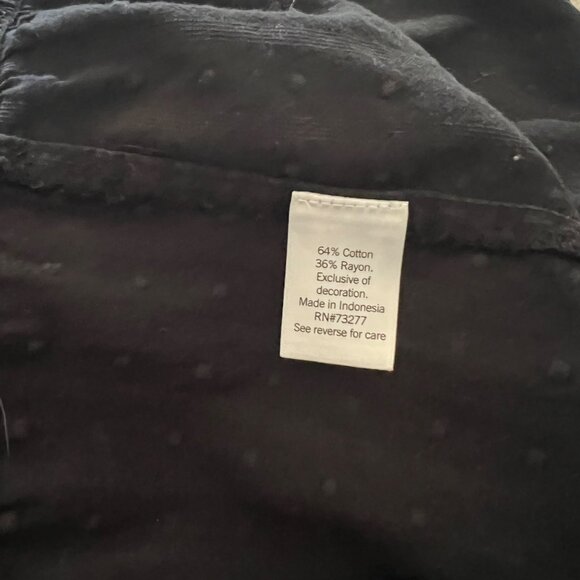 64% Cotton
36% Rayon.
Exclusive of
decoration.
Made in Indonesia
RN#73277
See reverse for care